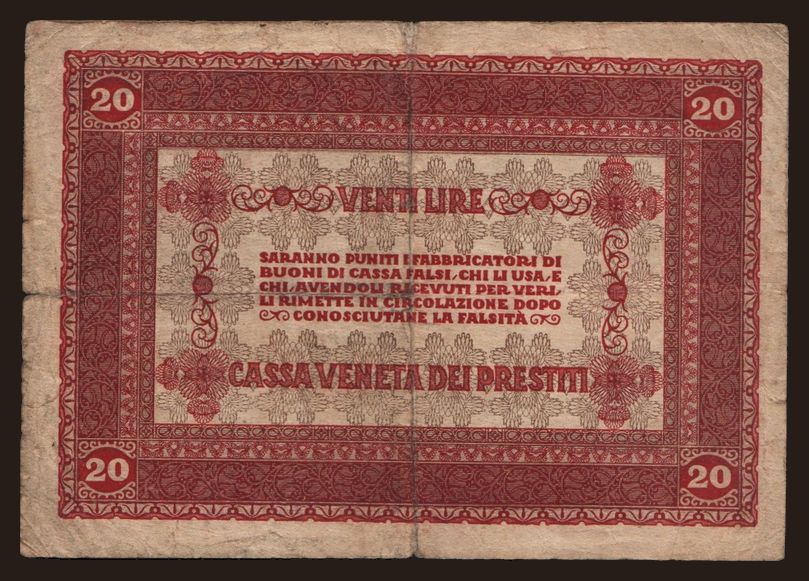 20 20
VENTI LIRE
SARANNO PUNITI I FABBRICATORI DI
BUONI DI CASSA FALSI, CHI LI USA, E
CHI, AVENDOLI RICEVUTI PER VERI,
LI RIMETTE IN CIRCOLAZIONE DOPO
CONOSCIUTANE LA FALSITÀ
CASSA VENETA DEI PRESTITI
20 20